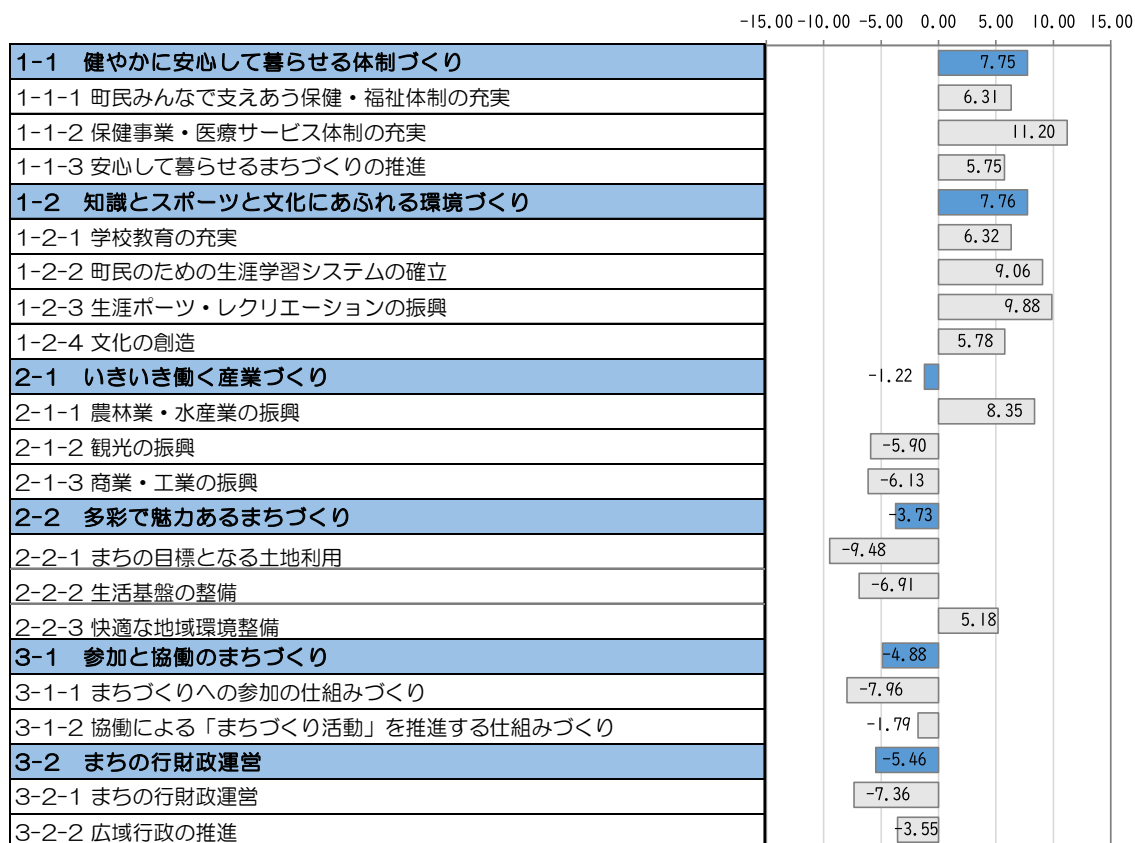 -15.00 -10.00 -5.00 0.00 5.00 10.00 15.00
1-1 健やかに安心して暮らせる体制づくり 7.75
1-1-1 町民みんなで支えあう保健・福祉体制の充実 6.31
1-1-2 保健事業・医療サービス体制の充実 11.20
1-1-3 安心して暮らせるまちづくりの推進 5.75
1-2 知識とスポーツと文化にあふれる環境づくり 7.76
1-2-1 学校教育の充実 6.32
1-2-2 町民のための生涯学習システムの確立 9.06
1-2-3 生涯ポーツ・レクリエーションの振興 9.88
1-2-4 文化の創造 5.78
2-1 いきいき働く産業づくり -1.22
2-1-1 農林業・水産業の振興 8.35
2-1-2 観光の振興 -5.90
2-1-3 商業・工業の振興 -6.13
2-2 多彩で魅力あるまちづくり -3.73
2-2-1 まちの目標となる土地利用 -9.48
2-2-2 生活基盤の整備 -6.91
2-2-3 快適な地域環境整備 5.18
3-1 参加と協働のまちづくり -4.88
3-1-1 まちづくりへの参加の仕組みづくり -7.96
3-1-2 協働による「まちづくり活動」を推進する仕組みづくり -1.79
3-2 まちの行財政運営 -5.46
3-2-1 まちの行財政運営 -7.36
3-2-2 広域行政の推進 -3.55